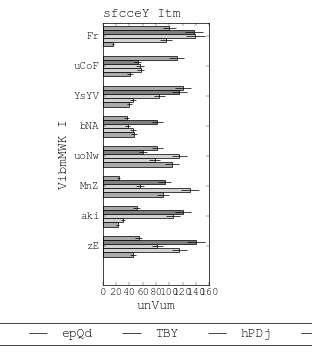 sfcceY Itm
Fr
uCoF
YsYV
bNA
uoNw
MnZ
aki
zE
VibmMWK I
0 20 40 60 80 100 120 140 160
unVum
epQd TBY hPDj